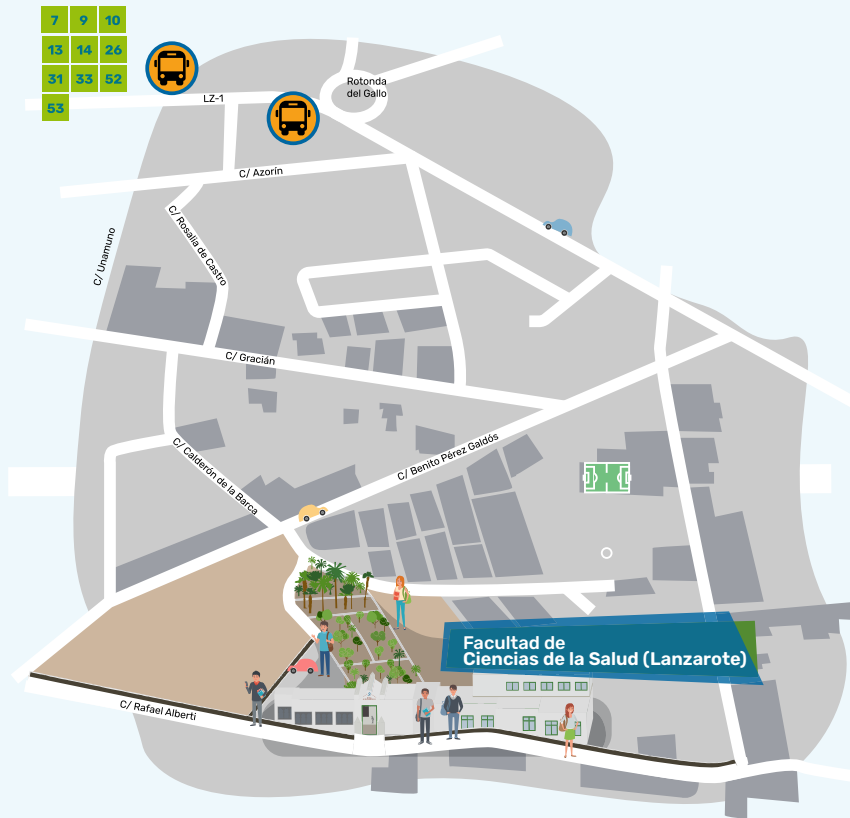 7 9 10
13 14 26
31 33 52
53
Rotonda
del Gallo
LZ-1
C/ Azorín
C/ Rosalia de Castro
C/ Unamuno
C/ Gracián
C/ Benito Pérez Galdós
C/ Calderón de la Barca
Facultad de
Ciencias de la Salud (Lanzarote)
C/ Rafael Alberti